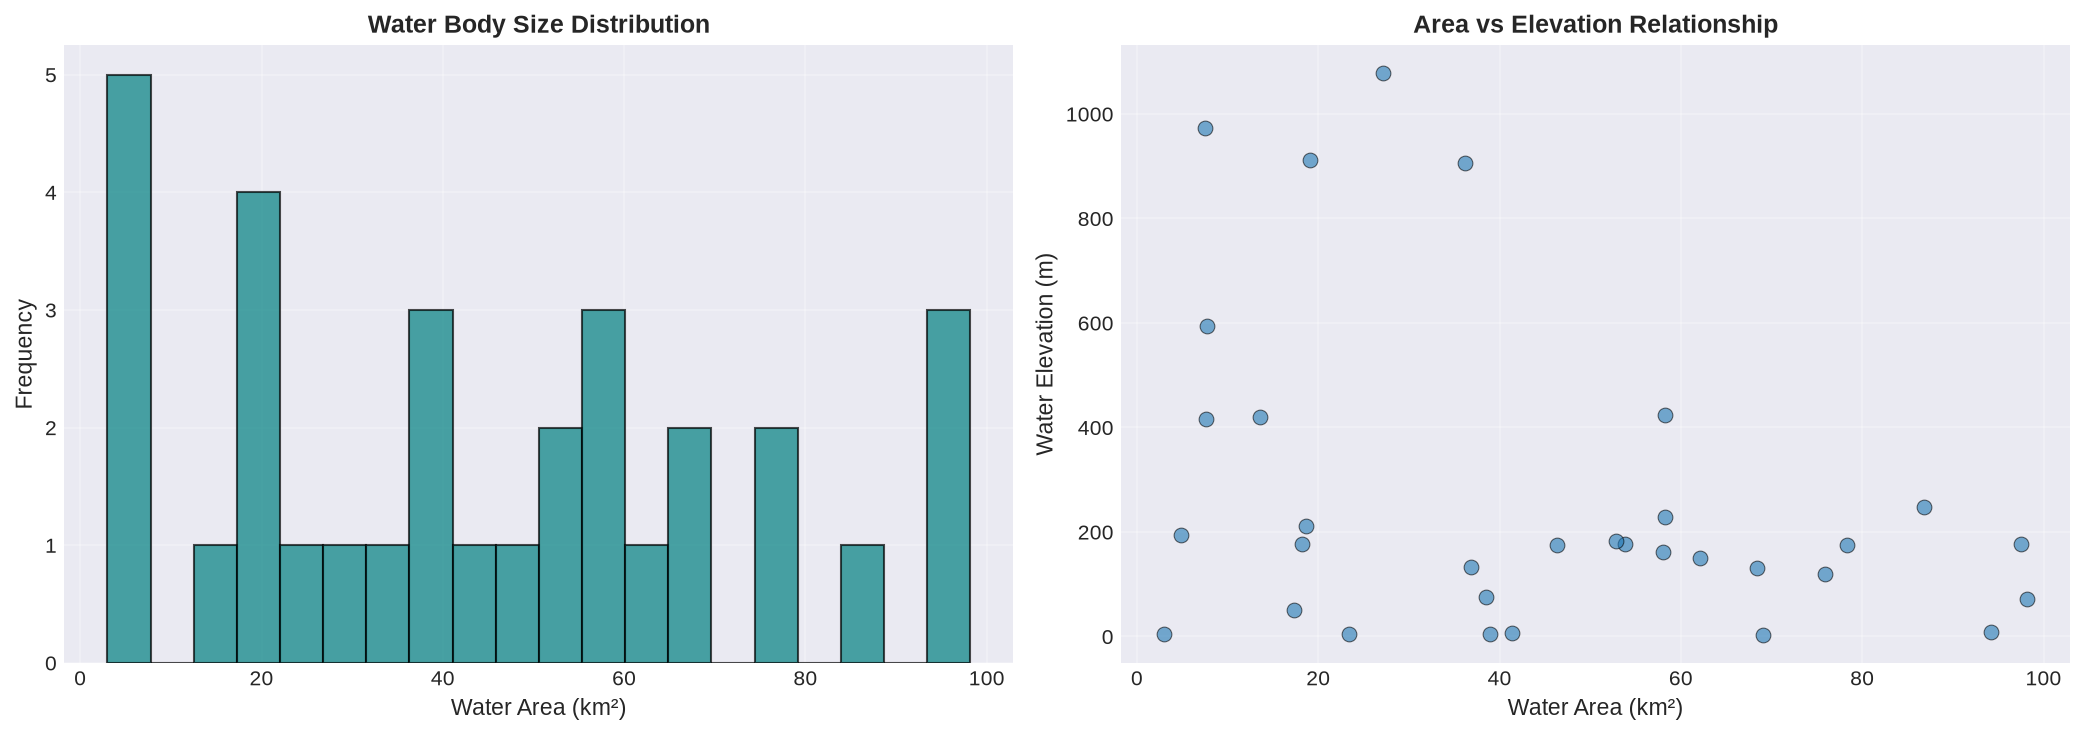 Water Body Size Distribution
5
4
3
2
1
0
Frequency
0 20 40 60 80 100
Water Area (km²)
Area vs Elevation Relationship
1000
800
600
400
200
0
Water Elevation (m)
0 20 40 60 80 100
Water Area (km²)